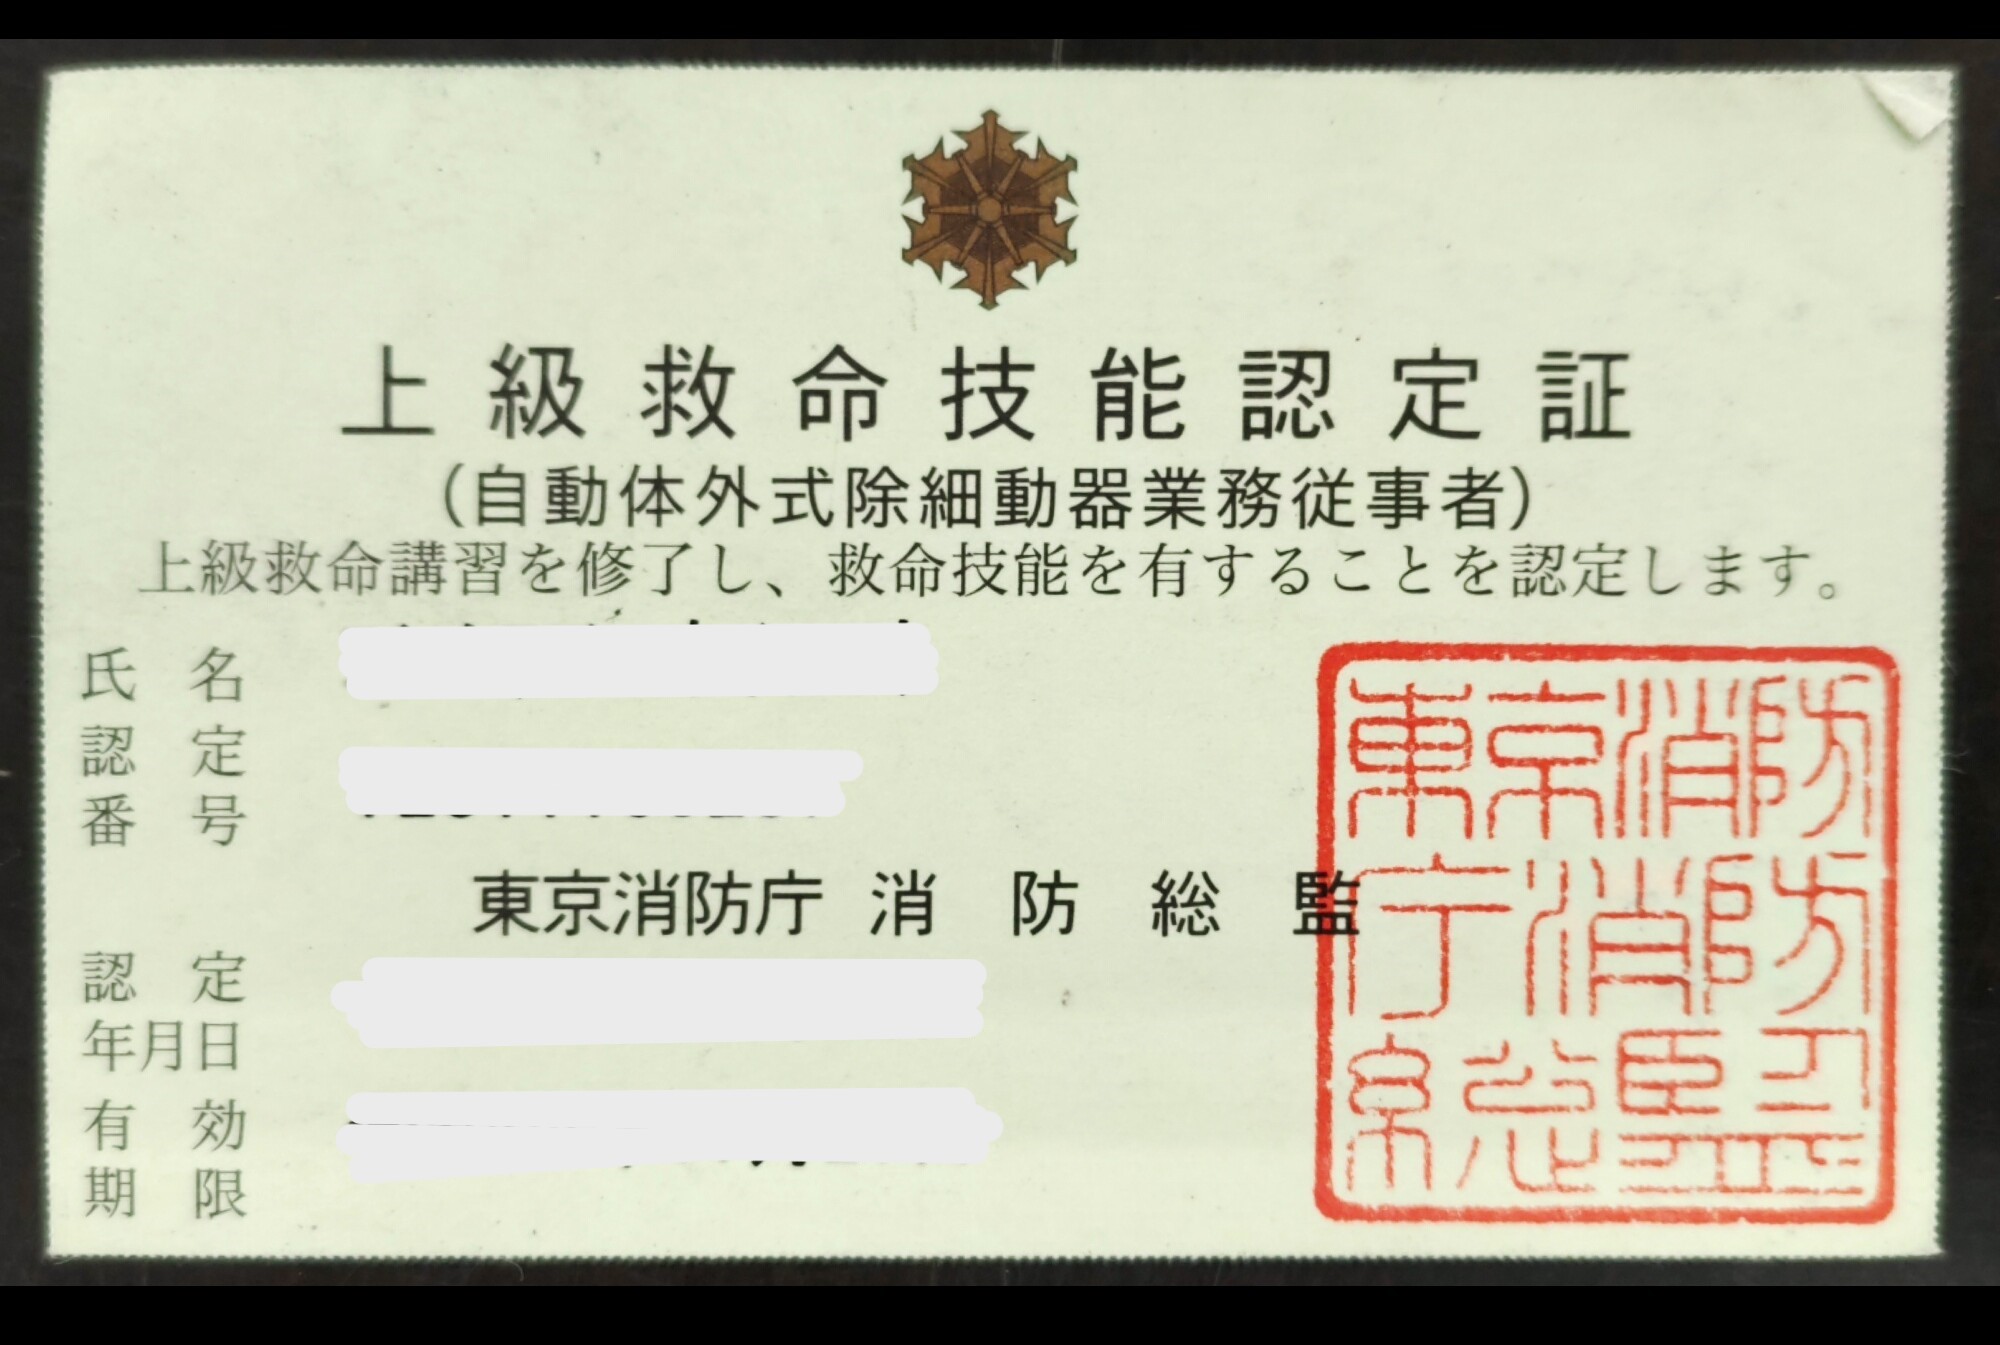 上級救命技能認定証
(自動体外式除細動器業務従事者)
上級救命講習を修了し、救命技能を有することを認定します。
氏名
認定
番号
東京消防庁 消防総監
認定
年月日
有効
期限
東京消防
庁消防
総監